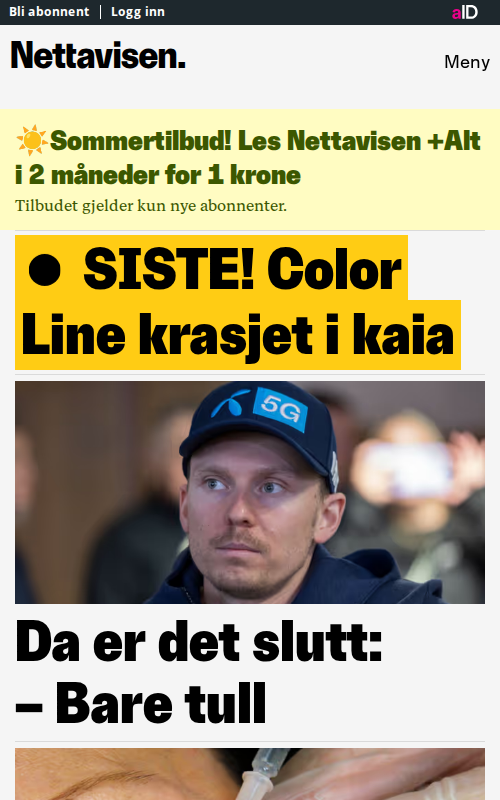 Bli abonnent | Logg inn
aID
Nettavisen.
Meny
☀️Sommertilbud! Les Nettavisen +Alt
i 2 måneder for 1 krone
Tilbudet gjelder kun nye abonnenter.
● SISTE! Color
Line krasjet i kaia
5G
Da er det slutt:
– Bare tull